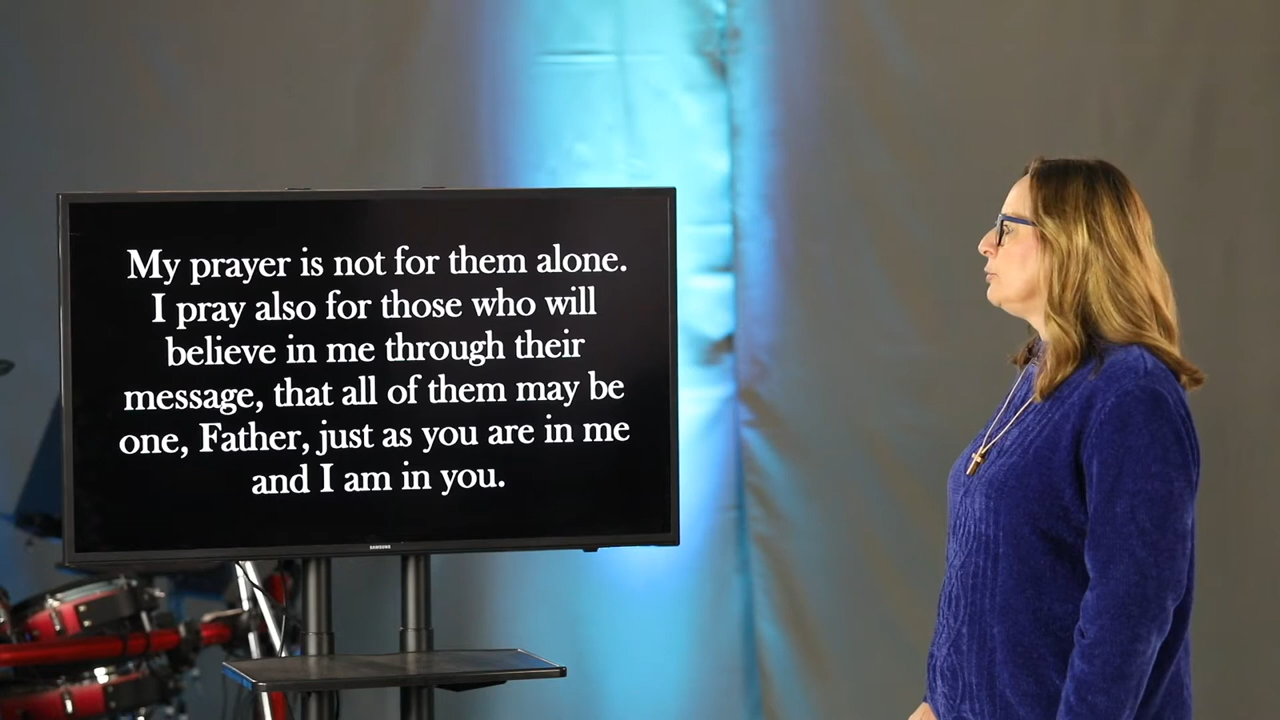 My prayer is not for them alone.
I pray also for those who will
believe in me through their
message, that all of them may be
one, Father, just as you are in me
and I am in you.
SAMSUNG